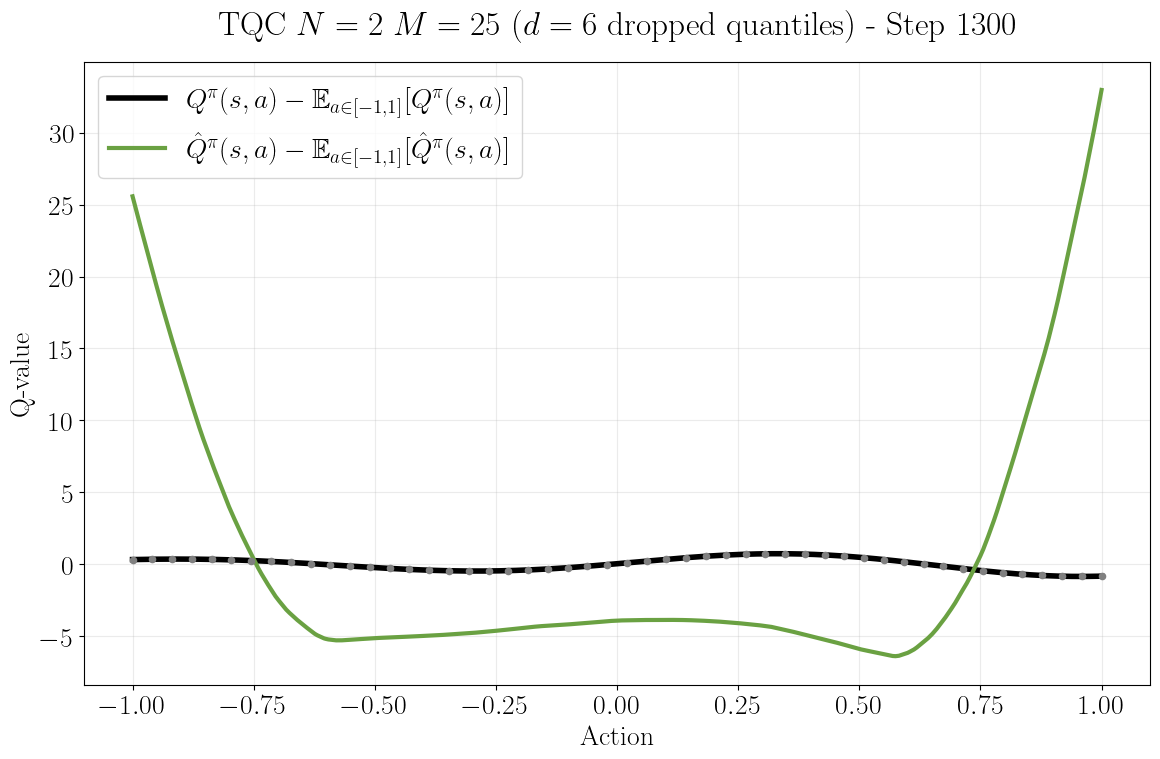 TQC N = 2 M = 25 (d = 6 dropped quantiles) - Step 1300
Q^π(s, a) − 𝔼_{a∈[−1,1]}[Q^π(s, a)]
Q̂^π(s, a) − 𝔼_{a∈[−1,1]}[Q̂^π(s, a)]
30
25
20
15
10
5
0
−5
Q-value
−1.00 −0.75 −0.50 −0.25 0.00 0.25 0.50 0.75 1.00
Action